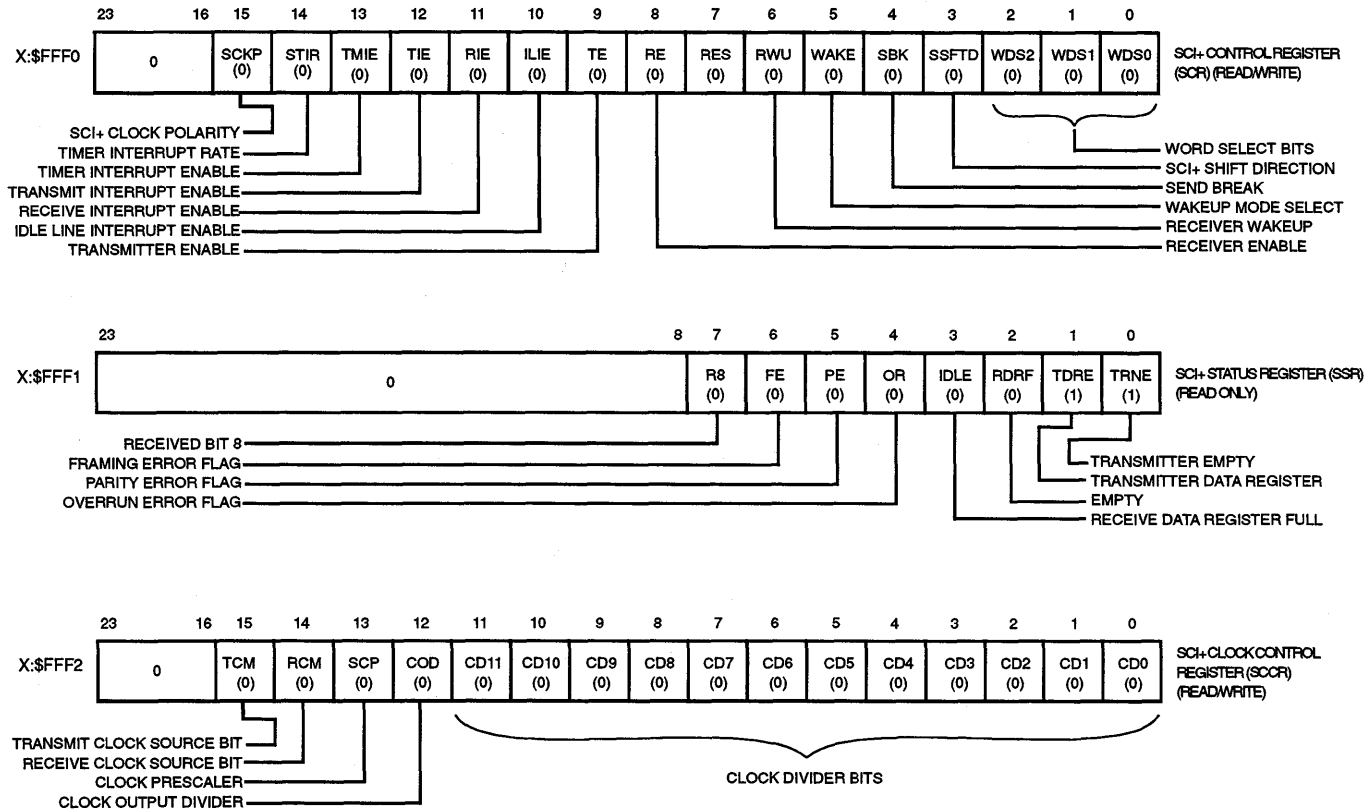 23 16 15 14 13 12 11 10 9 8 7 6 5 4 3 2 1 0
X:$FFF0 0 SCKP (0) STIR (0) TMIE (0) TIE (0) RIE (0) ILIE (0) TE (0) RE (0) RES (0) RWU (0) WAKE (0) SBK (0) SSFTD (0) WDS2 (0) WDS1 (0) WDS0 (0)
SCI+ CONTROL REGISTER
(SCR) (READ/WRITE)
SCI+ CLOCK POLARITY
TIMER INTERRUPT RATE
TIMER INTERRUPT ENABLE
TRANSMIT INTERRUPT ENABLE
RECEIVE INTERRUPT ENABLE
IDLE LINE INTERRUPT ENABLE
TRANSMITTER ENABLE
WORD SELECT BITS
SCI+ SHIFT DIRECTION
SEND BREAK
WAKEUP MODE SELECT
RECEIVER WAKEUP
RECEIVER ENABLE
23 8 7 6 5 4 3 2 1 0
X:$FFF1 0 R8 (0) FE (0) PE (0) OR (0) IDLE (0) RDRF (0) TDRE (1) TRNE (1)
SCI+ STATUS REGISTER (SSR)
(READ ONLY)
RECEIVED BIT 8
FRAMING ERROR FLAG
PARITY ERROR FLAG
OVERRUN ERROR FLAG
TRANSMITTER EMPTY
TRANSMITTER DATA REGISTER
EMPTY
RECEIVE DATA REGISTER FULL
23 16 15 14 13 12 11 10 9 8 7 6 5 4 3 2 1 0
X:$FFF2 0 TCM (0) RCM (0) SCP (0) COD (0) CD11 (0) CD10 (0) CD9 (0) CD8 (0) CD7 (0) CD6 (0) CD5 (0) CD4 (0) CD3 (0) CD2 (0) CD1 (0) CD0 (0)
SCI+ CLOCK CONTROL
REGISTER (SCCR)
(READ/WRITE)
TRANSMIT CLOCK SOURCE BIT
RECEIVE CLOCK SOURCE BIT
CLOCK PRESCALER
CLOCK OUTPUT DIVIDER
CLOCK DIVIDER BITS